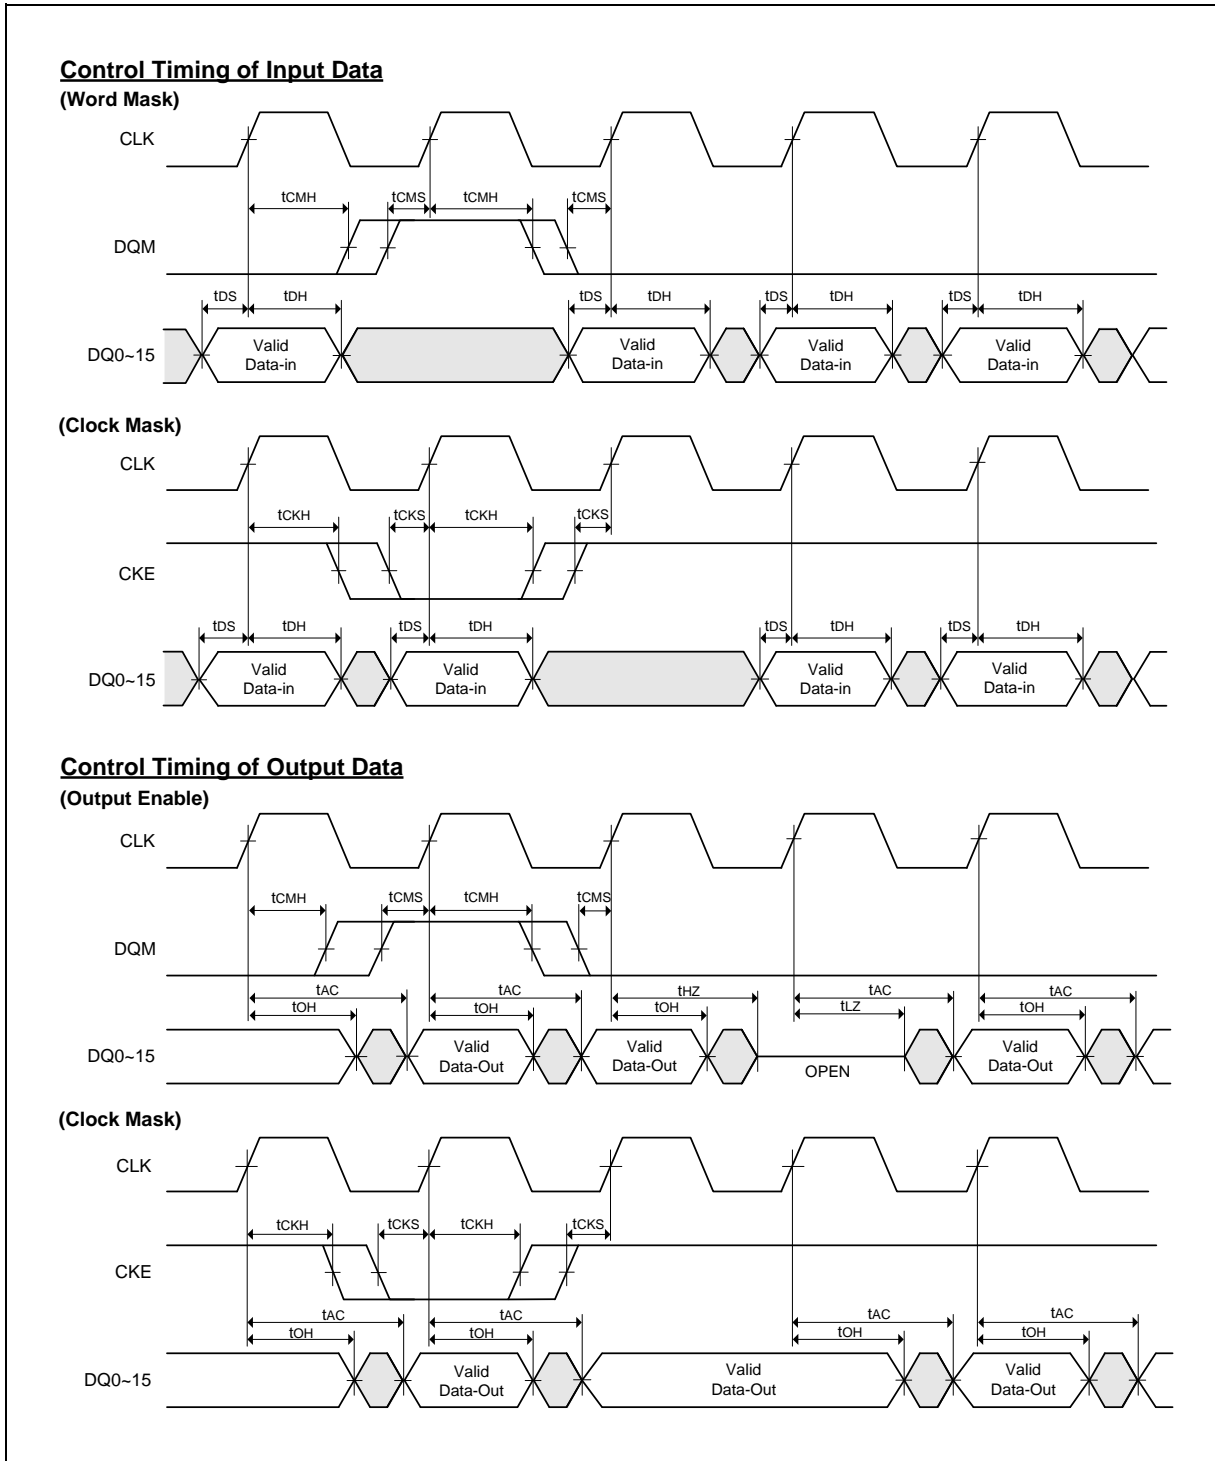 Control Timing of Input Data
(Word Mask)
CLK
tCMH tCMS tCMH tCMS
DQM
tDS tDH tDS tDH tDS tDH tDS tDH
DQ0~15
Valid Data-in
Valid Data-in
Valid Data-in
Valid Data-in
(Clock Mask)
CLK
tCKH tCKS tCKH tCKS
CKE
tDS tDH tDS tDH tDS tDH tDS tDH
DQ0~15
Valid Data-in
Valid Data-in
Valid Data-in
Valid Data-in
Control Timing of Output Data
(Output Enable)
CLK
tCMH tCMS tCMH tCMS
DQM
tAC tAC tHZ tAC tAC
tOH tOH tOH tLZ tOH
DQ0~15
Valid Data-Out
Valid Data-Out
OPEN
Valid Data-Out
(Clock Mask)
CLK
tCKH tCKS tCKH tCKS
CKE
tAC tAC tAC tAC
tOH tOH tOH tOH
DQ0~15
Valid Data-Out
Valid Data-Out
Valid Data-Out